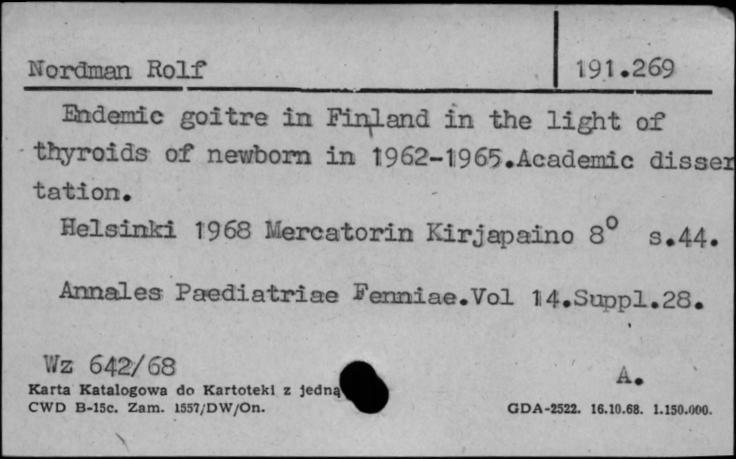 Nordman Rolf 191.269
Endemic goitre in Finland in the light of
thyroids of newborn in 1962-1965.Academic disser
tation.
Helsinki 1968 Mercatorin Kirjapaino 8° s.44.
Annales Paediatriae Fenniae.Vol 14.Suppl.28.
Wz 642/68
A.
Karta Katalogowa do Kartoteki z jedną
CWD B-15c. Zam. 1557/DW/On. GDA-2522. 16.10.68. 1.150.000.